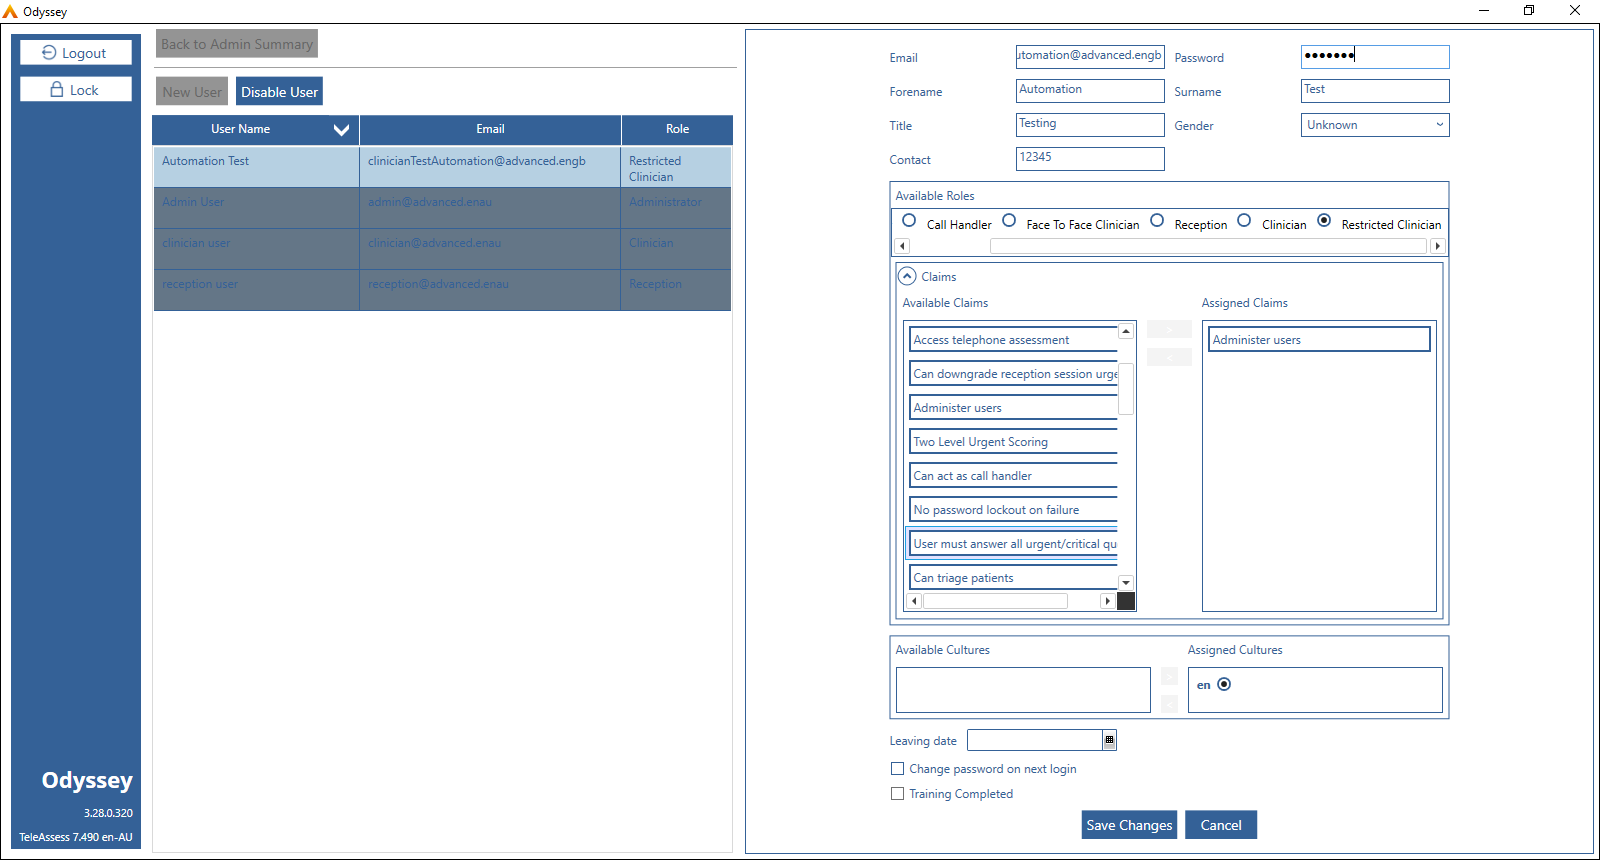 Odyssey
Logout
Lock
Back to Admin Summary
New User
Disable User
User Name
Email
Role
Automation Test
clinicianTestAutomation@advanced.engb
Restricted
Clinician
Admin User
admin@advanced.enau
Administrator
clinician user
clinician@advanced.enau
Clinician
reception user
reception@advanced.enau
Reception
Odyssey
3.28.0.320
TeleAssess 7.490 en-AU
Email
utomation@advanced.engb
Password
•••••••
Forename
Automation
Surname
Test
Title
Testing
Gender
Unknown
Contact
12345
Available Roles
Call Handler
Face To Face Clinician
Reception
Clinician
Restricted Clinician
Claims
Available Claims
Assigned Claims
Access telephone assessment
Can downgrade reception session urge
Administer users
Two Level Urgent Scoring
Can act as call handler
No password lockout on failure
User must answer all urgent/critical qu
Can triage patients
Administer users
Available Cultures
Assigned Cultures
en
Leaving date
Change password on next login
Training Completed
Save Changes
Cancel